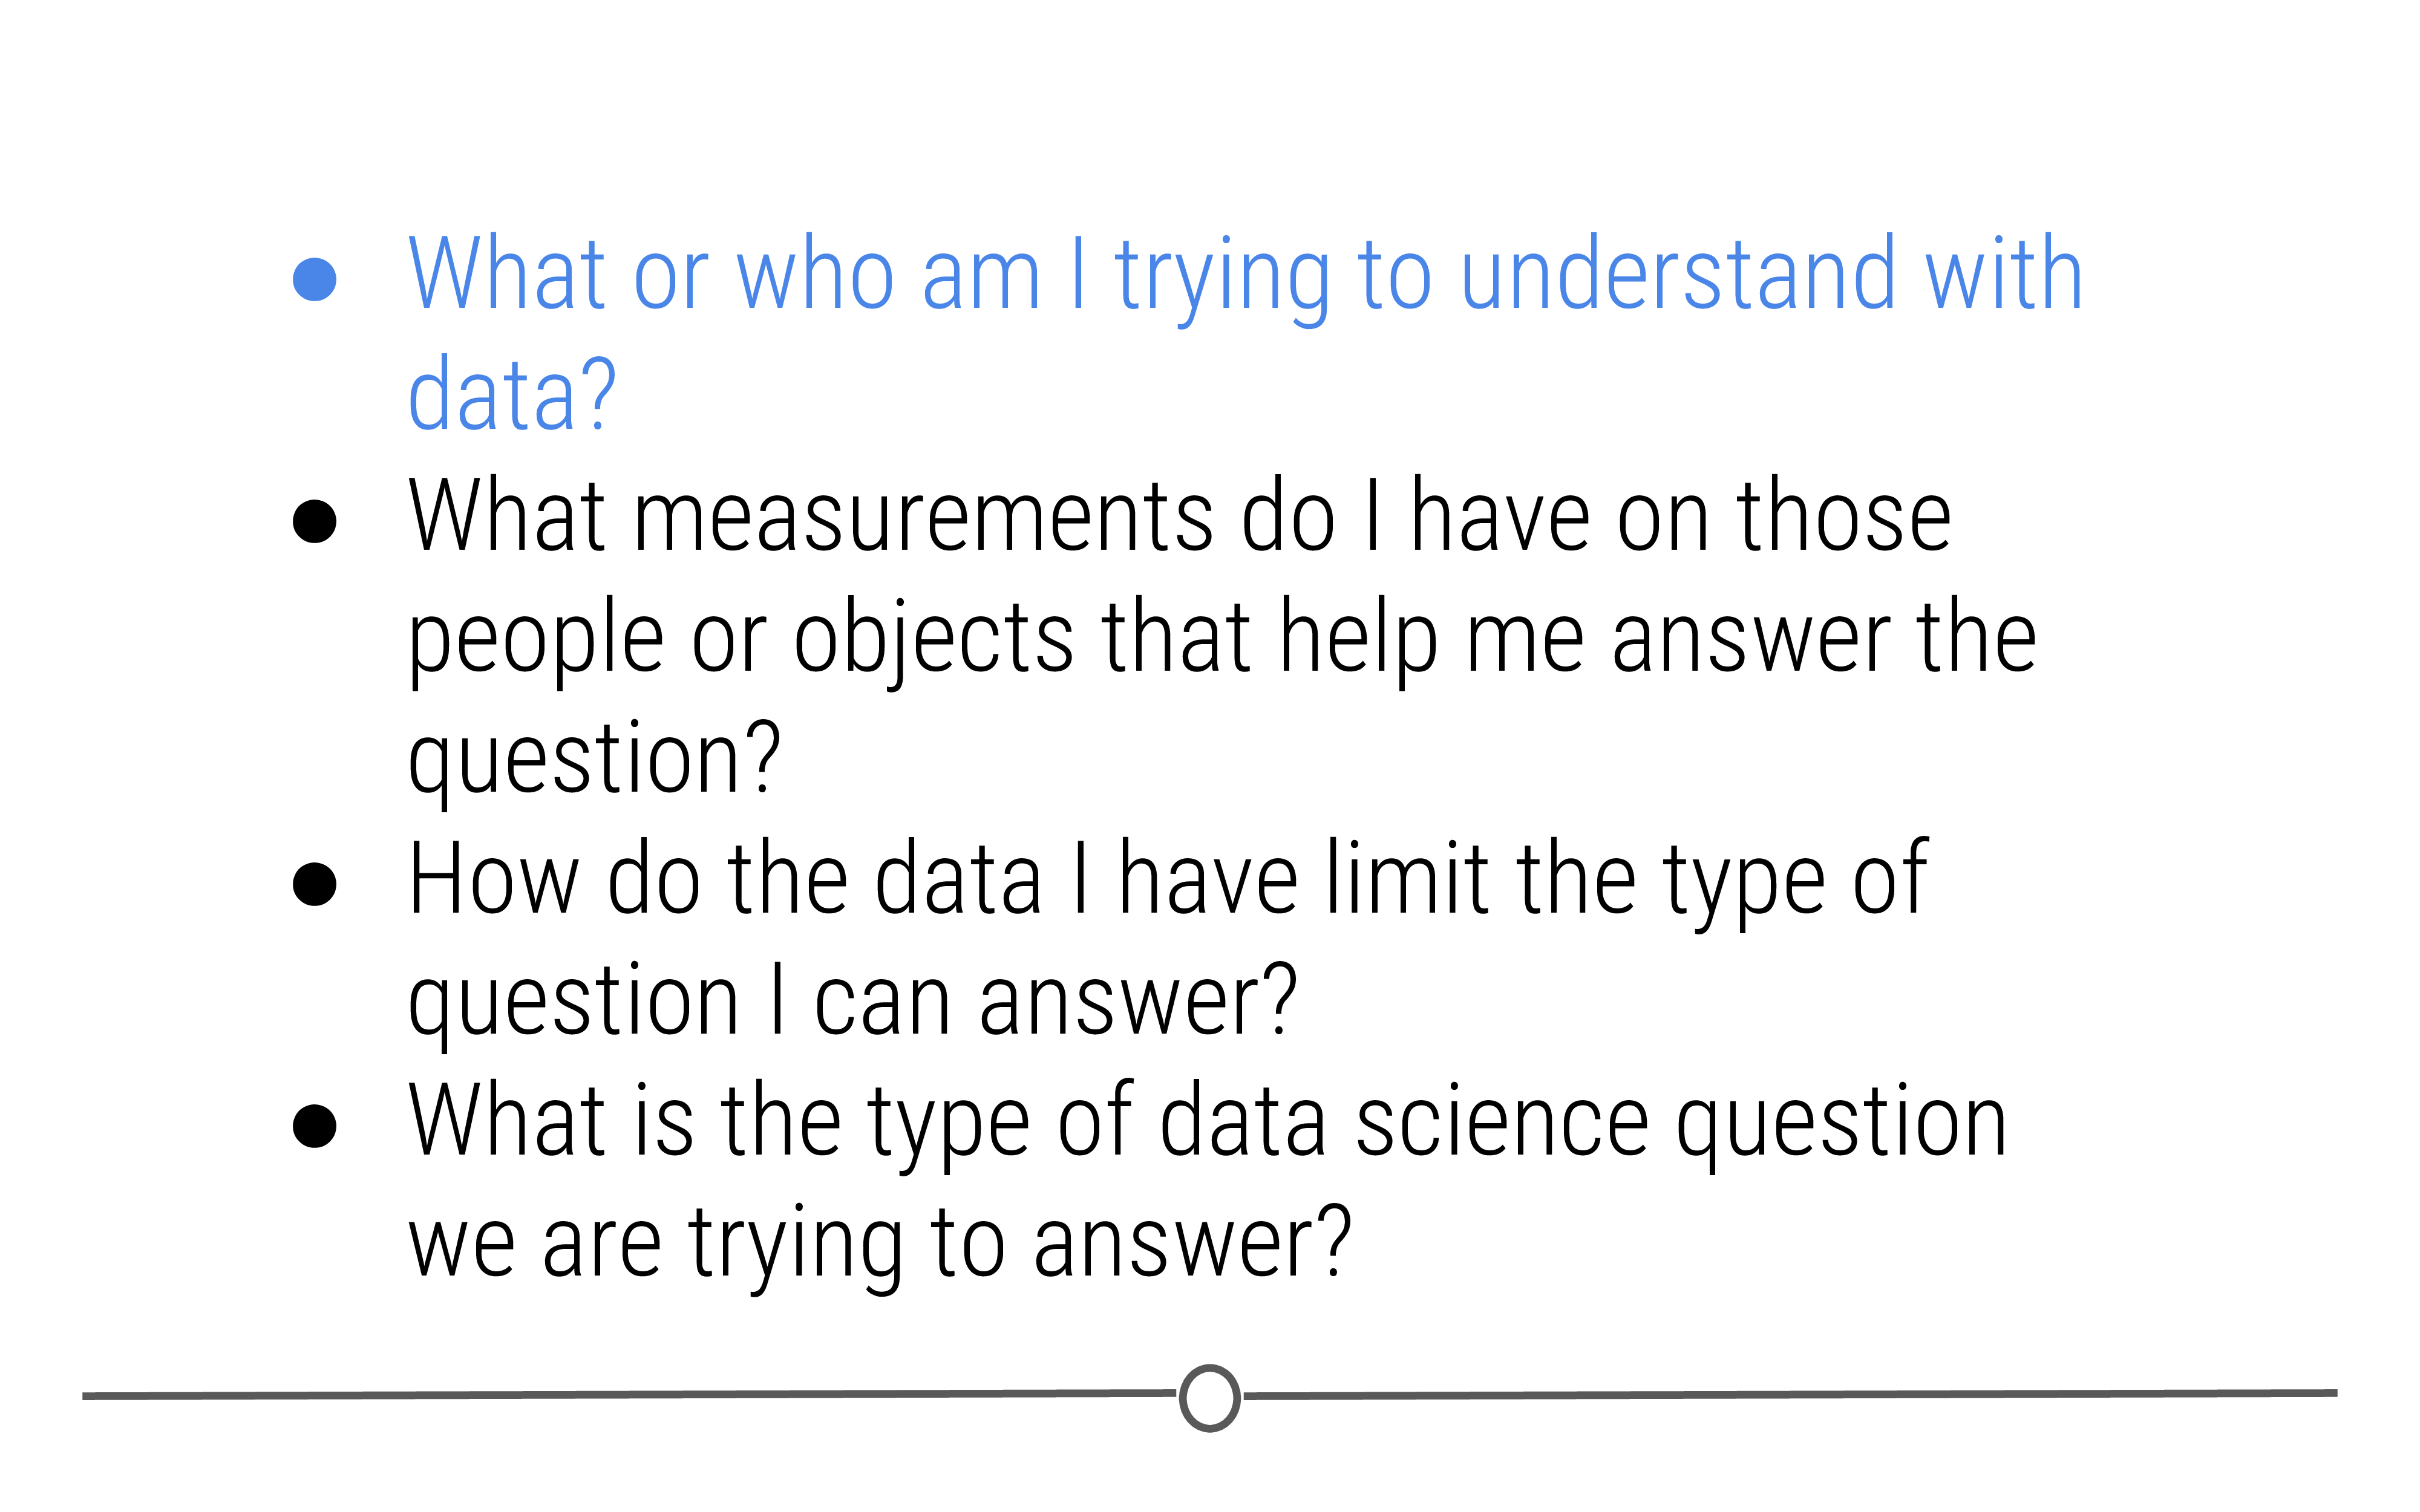 ● What or who am I trying to understand with
data?
● What measurements do I have on those
people or objects that help me answer the
question?
● How do the data I have limit the type of
question I can answer?
● What is the type of data science question
we are trying to answer?